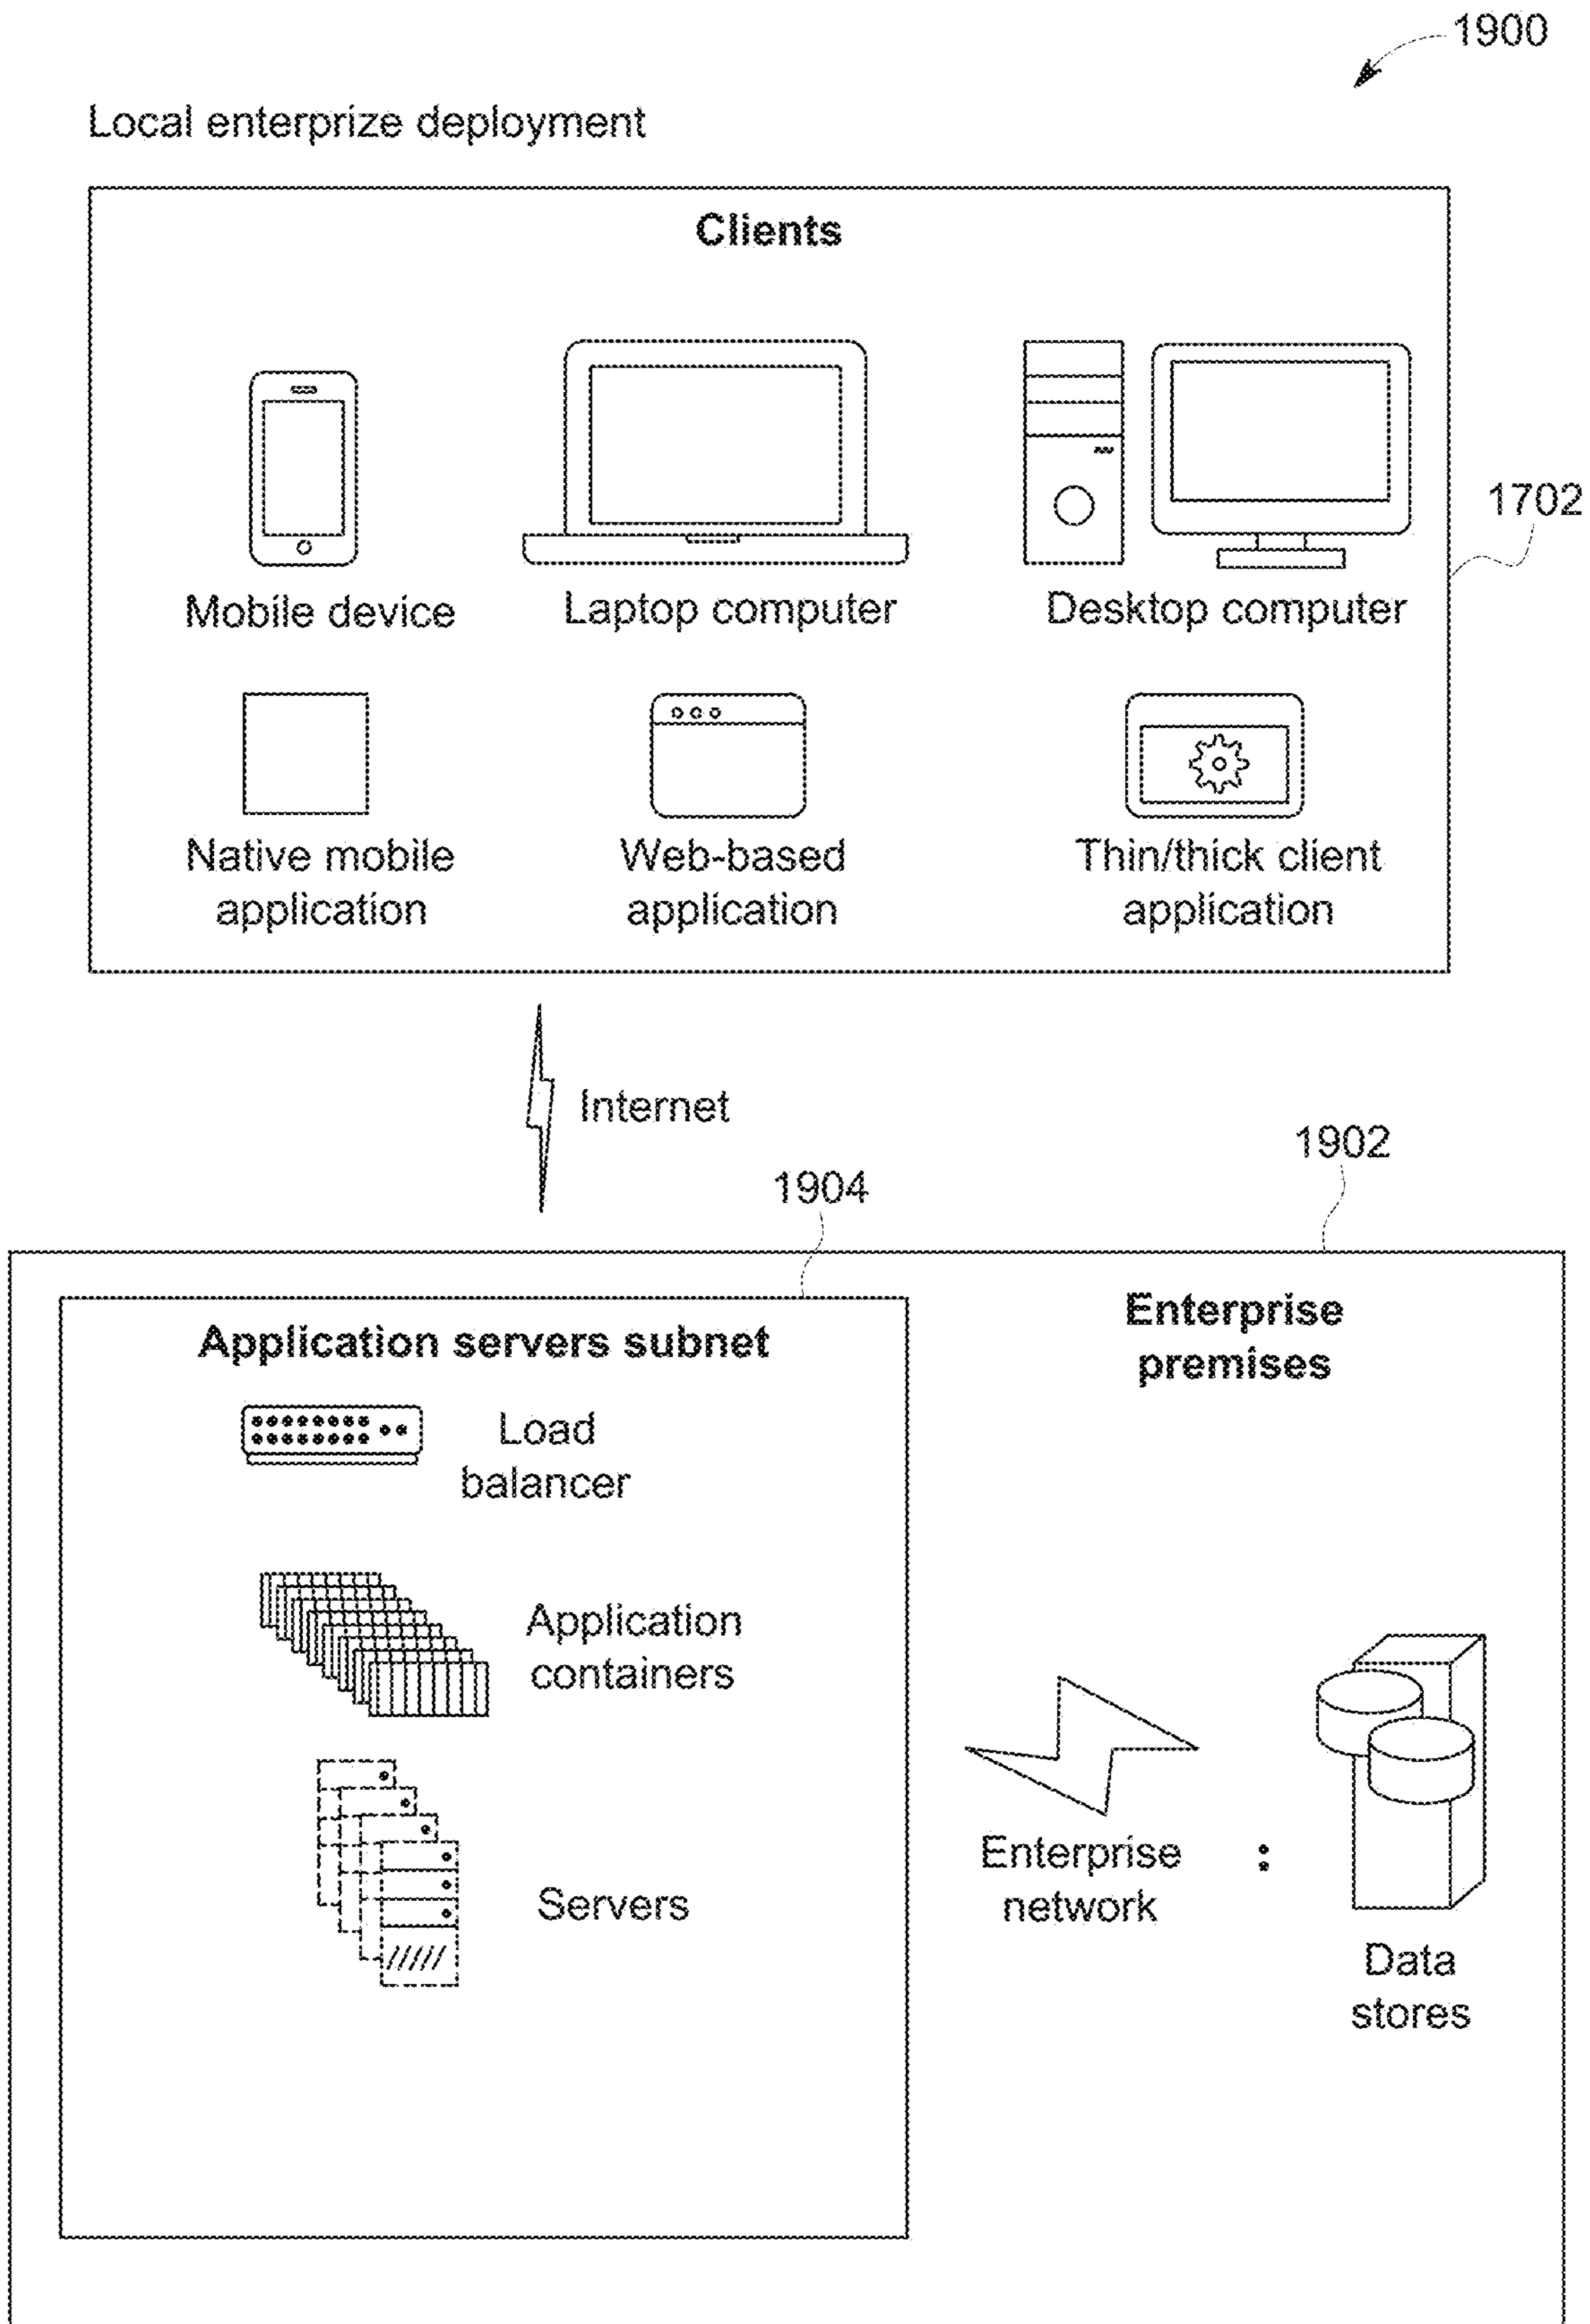 1900
Local enterprize deployment
Clients
1702
Mobile device
Laptop computer
Desktop computer
Native mobile
application
Web-based
application
Thin/thick client
application
Internet
1904
1902
Application servers subnet
Enterprise
premises
Load
balancer
Application
containers
Servers
Enterprise
network
:
Data
stores